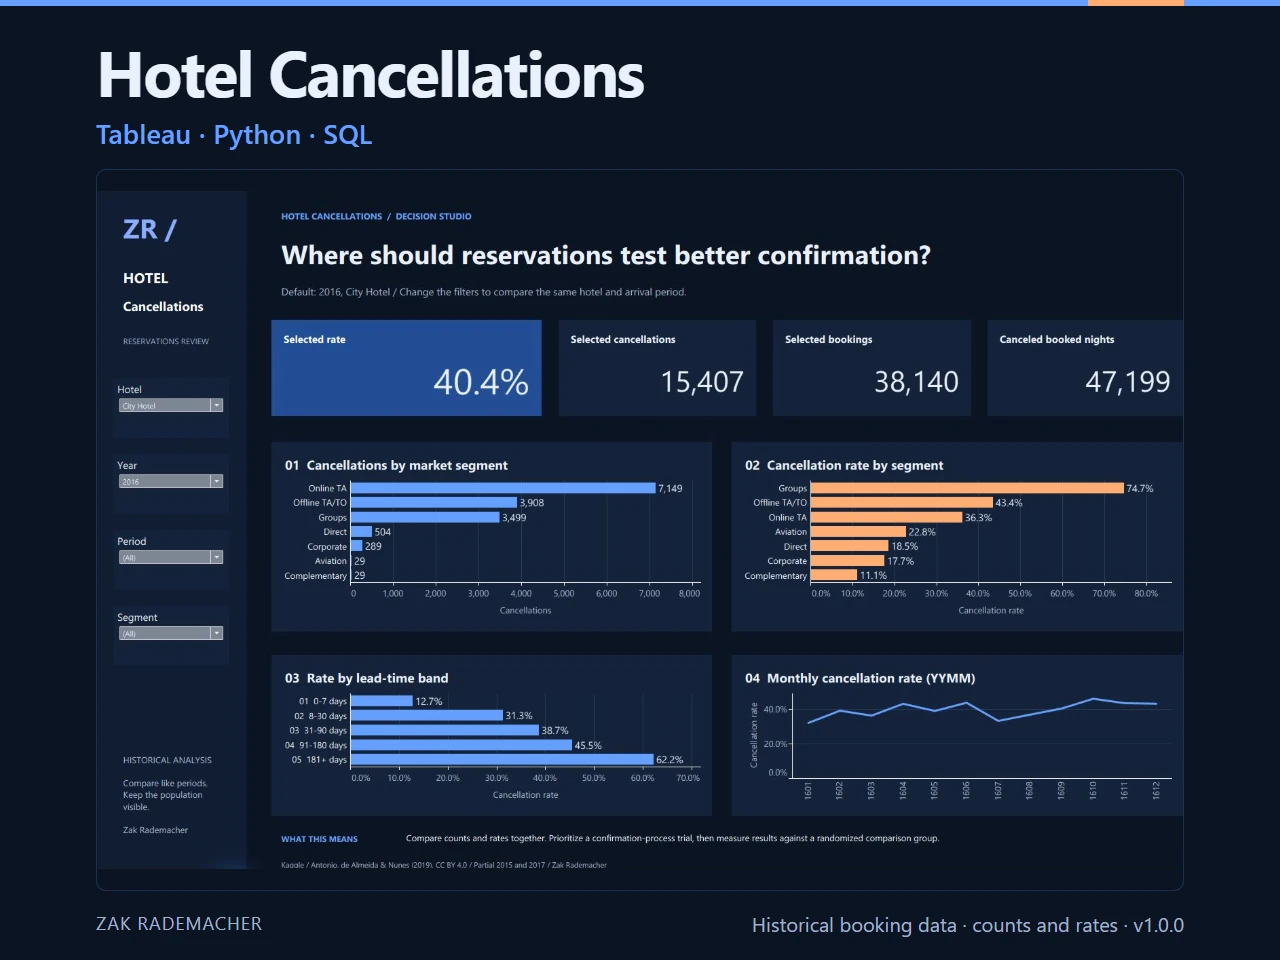 Hotel Cancellations
Tableau · Python · SQL
ZR /
HOTEL
Cancellations
RESERVATIONS REVIEW
Hotel
City Hotel
Year
2016
Period
(All)
Segment
(All)
HISTORICAL ANALYSIS
Compare like periods.
Keep the population
visible.
Zak Rademacher
HOTEL CANCELLATIONS / DECISION STUDIO
Where should reservations test better confirmation?
Default: 2016, City Hotel / Change the filters to compare the same hotel and arrival period.
Selected rate
40.4%
Selected cancellations
15,407
Selected bookings
38,140
Canceled booked nights
47,199
01 Cancellations by market segment
Online TA 7,149
Offline TA/TO 3,908
Groups 3,499
Direct 504
Corporate 289
Aviation 29
Complementary 29
0 1,000 2,000 3,000 4,000 5,000 6,000 7,000 8,000
Cancellations
02 Cancellation rate by segment
Groups 74.7%
Offline TA/TO 43.4%
Online TA 36.3%
Aviation 22.8%
Direct 18.5%
Corporate 17.7%
Complementary 11.1%
0.0% 10.0% 20.0% 30.0% 40.0% 50.0% 60.0% 70.0% 80.0%
Cancellation rate
03 Rate by lead-time band
01 0-7 days 12.7%
02 8-30 days 31.3%
03 31-90 days 38.7%
04 91-180 days 45.5%
05 181+ days 62.2%
0.0% 10.0% 20.0% 30.0% 40.0% 50.0% 60.0% 70.0%
Cancellation rate
04 Monthly cancellation rate (YYMM)
Cancellation rate
40.0%
20.0%
0.0%
1601 1602 1603 1604 1605 1606 1607 1608 1609 1610 1611 1612
WHAT THIS MEANS Compare counts and rates together. Prioritize a confirmation-process trial, then measure results against a randomized comparison group.
Kaggle / Antonio, de Almeida & Nunes (2019), CC BY 4.0 / Partial 2015 and 2017 / Zak Rademacher
ZAK RADEMACHER
Historical booking data · counts and rates · v1.0.0